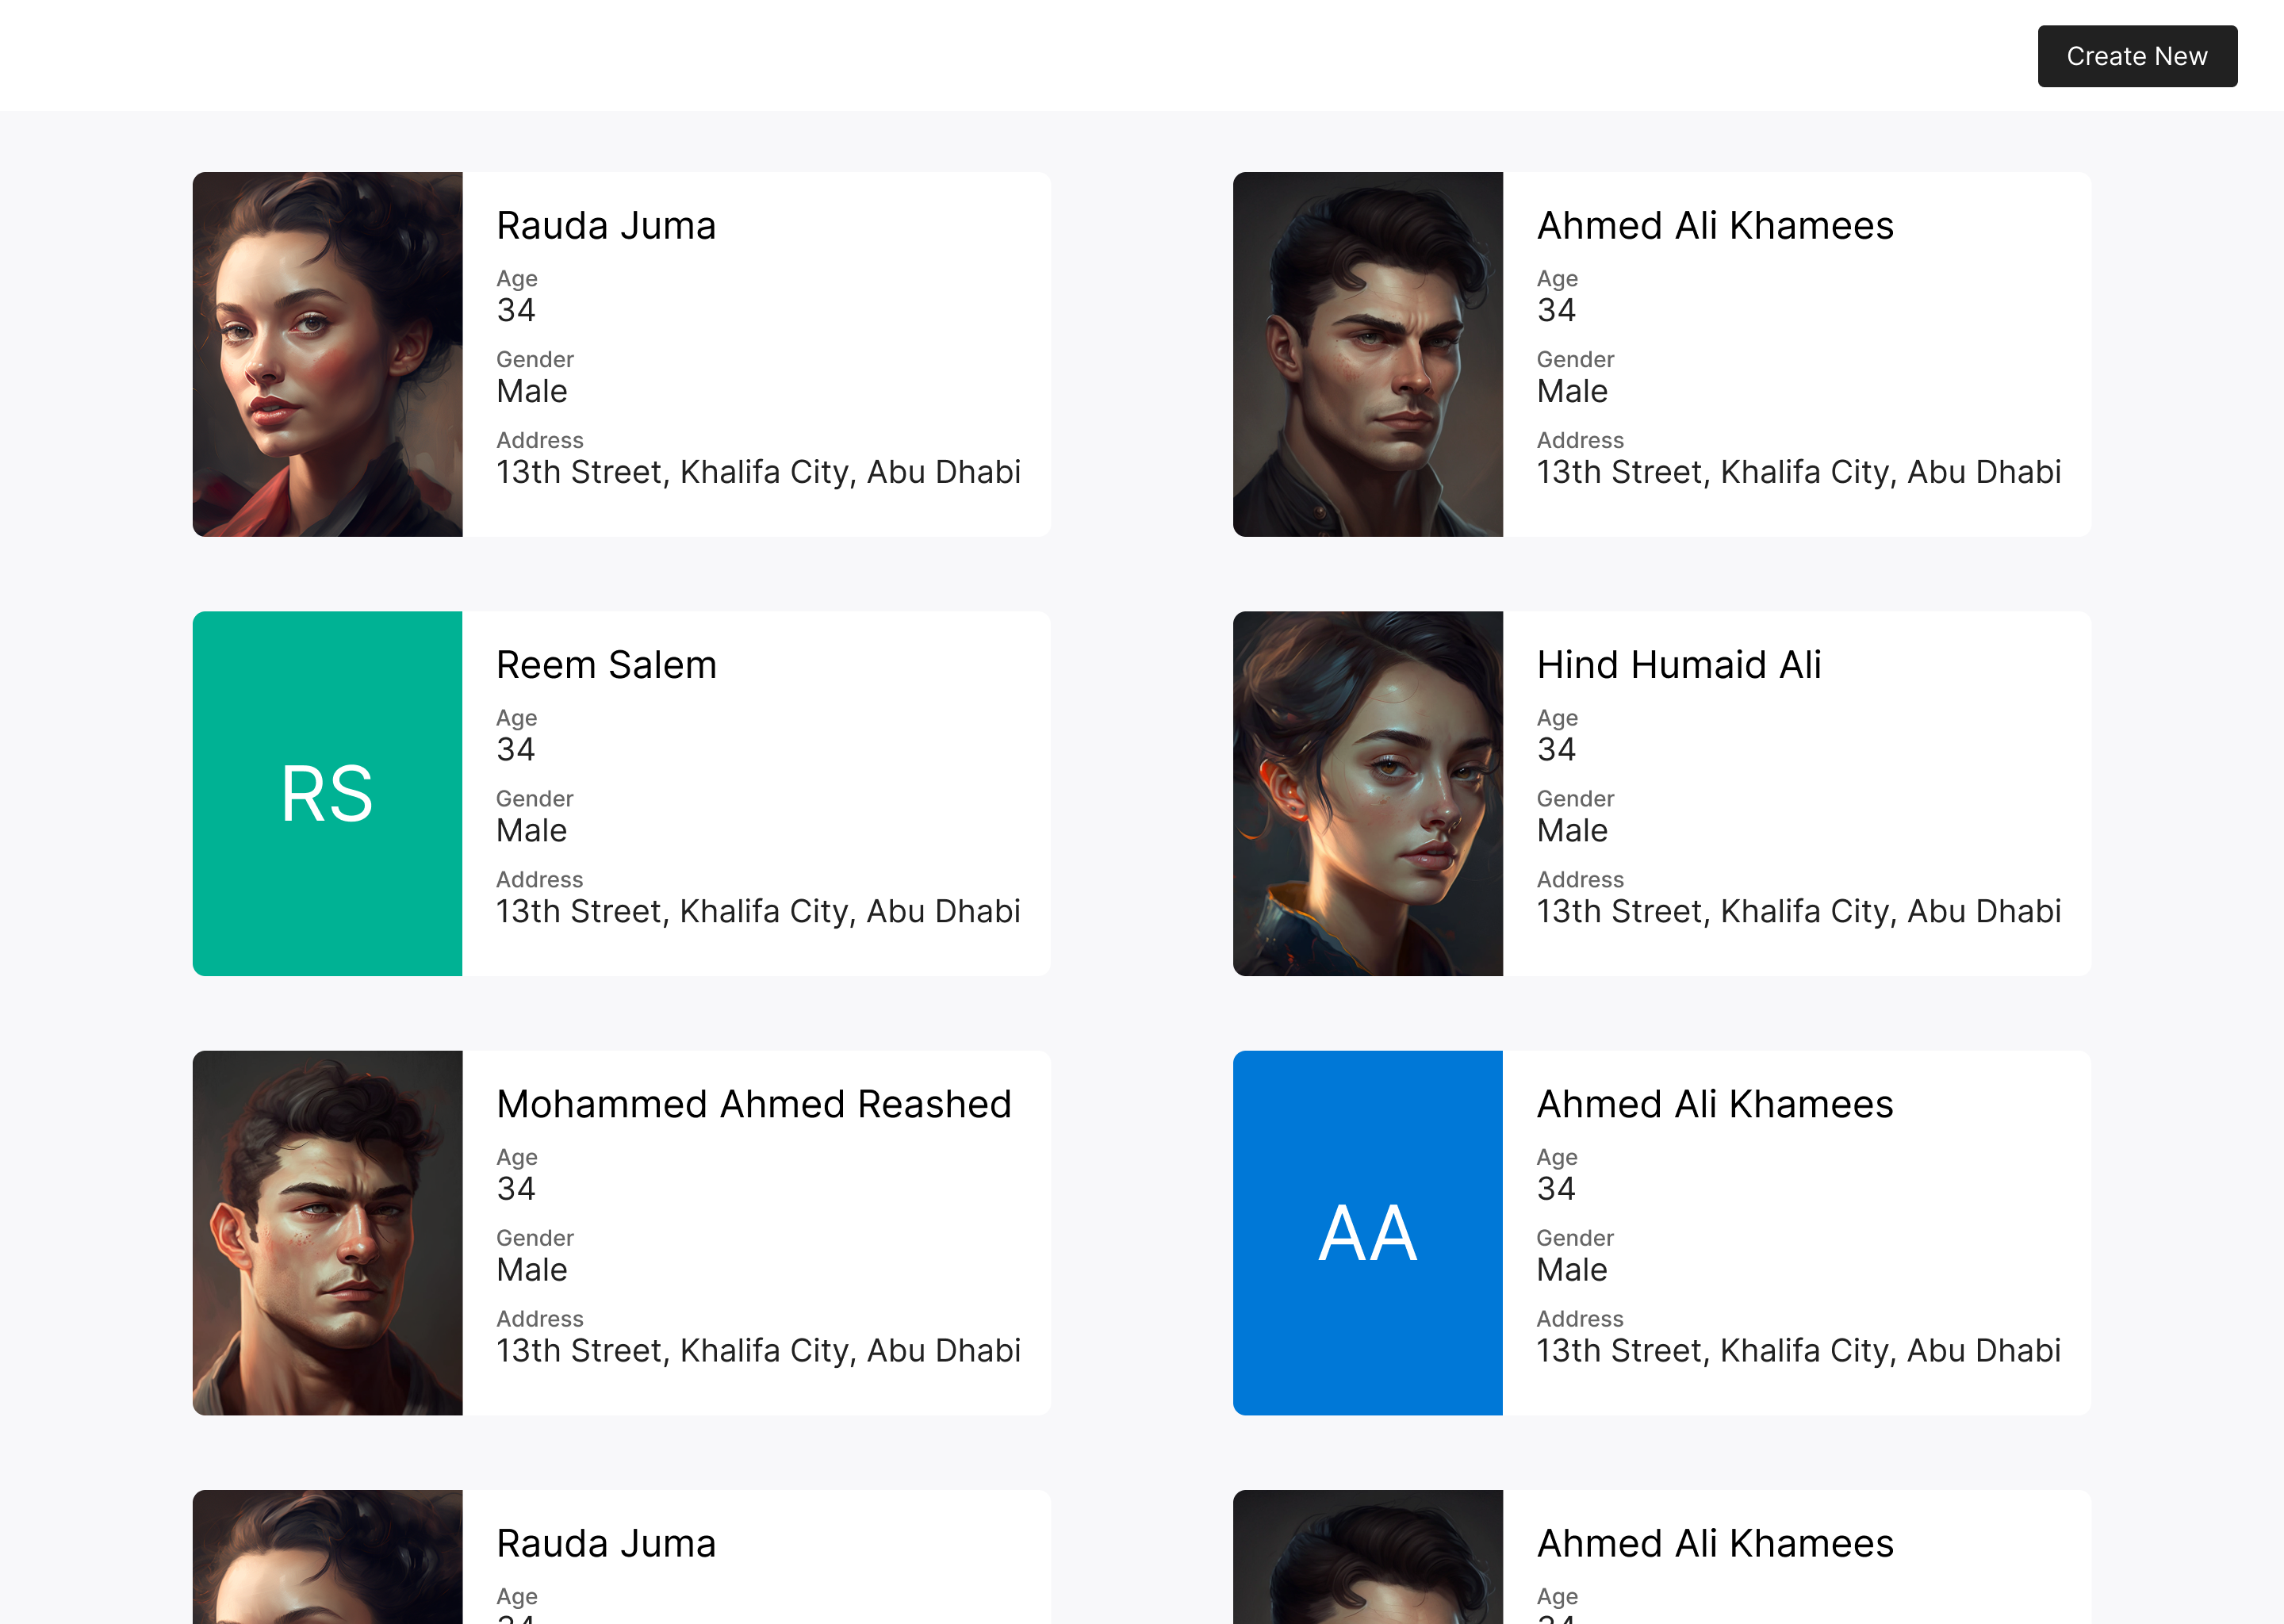 Create New
Rauda Juma
Age
34
Gender
Male
Address
13th Street, Khalifa City, Abu Dhabi
Ahmed Ali Khamees
Age
34
Gender
Male
Address
13th Street, Khalifa City, Abu Dhabi
RS
Reem Salem
Age
34
Gender
Male
Address
13th Street, Khalifa City, Abu Dhabi
Hind Humaid Ali
Age
34
Gender
Male
Address
13th Street, Khalifa City, Abu Dhabi
Mohammed Ahmed Reashed
Age
34
Gender
Male
Address
13th Street, Khalifa City, Abu Dhabi
AA
Ahmed Ali Khamees
Age
34
Gender
Male
Address
13th Street, Khalifa City, Abu Dhabi
Rauda Juma
Age
Ahmed Ali Khamees
Age